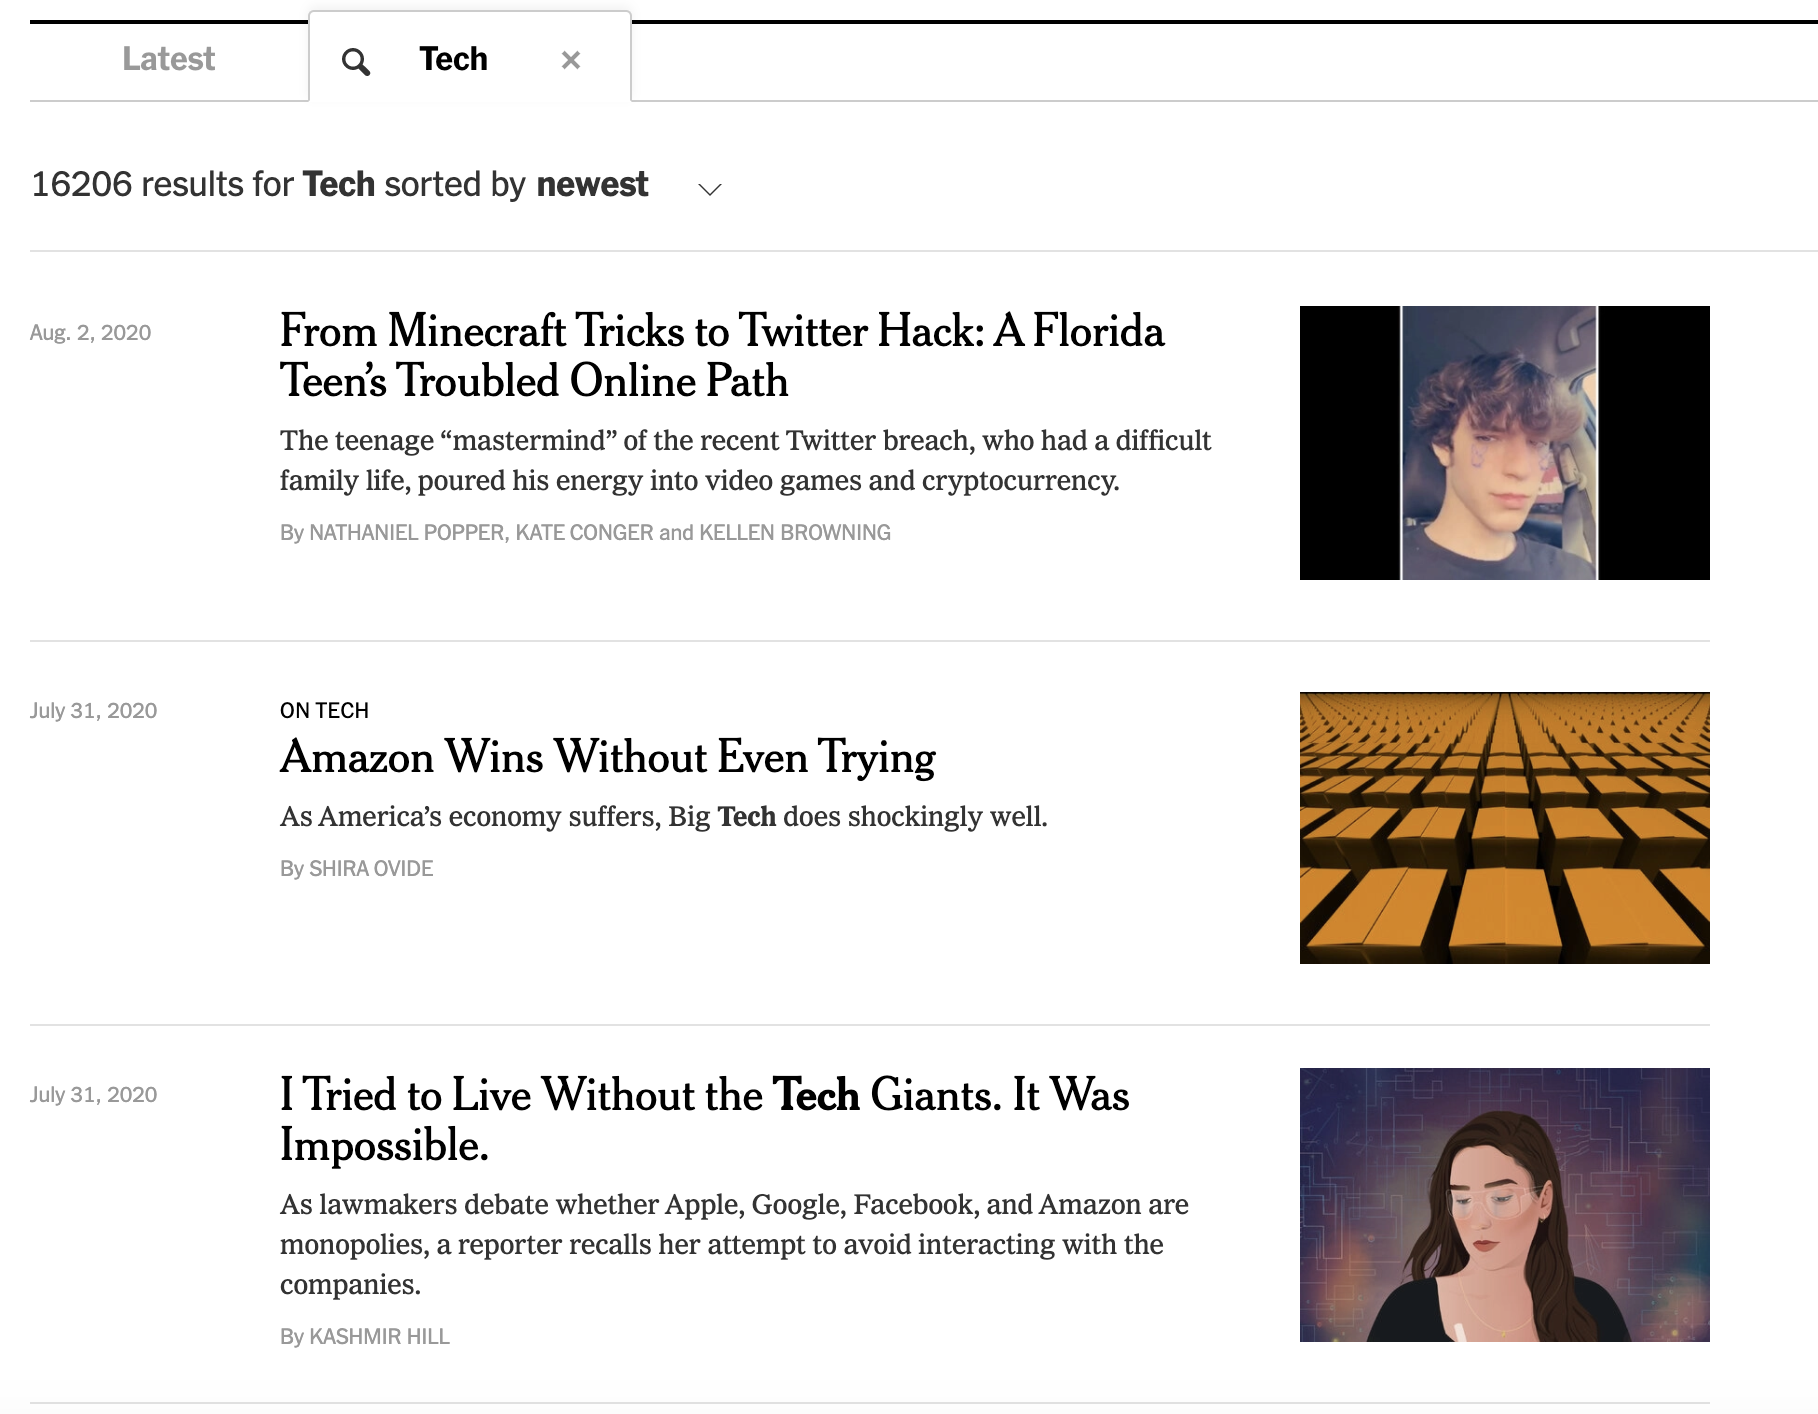 Latest
Tech
16206 results for Tech sorted by newest
Aug. 2, 2020
From Minecraft Tricks to Twitter Hack: A Florida
Teen’s Troubled Online Path
The teenage “mastermind” of the recent Twitter breach, who had a difficult
family life, poured his energy into video games and cryptocurrency.
By NATHANIEL POPPER, KATE CONGER and KELLEN BROWNING
July 31, 2020
ON TECH
Amazon Wins Without Even Trying
As America’s economy suffers, Big Tech does shockingly well.
By SHIRA OVIDE
July 31, 2020
I Tried to Live Without the Tech Giants. It Was
Impossible.
As lawmakers debate whether Apple, Google, Facebook, and Amazon are
monopolies, a reporter recalls her attempt to avoid interacting with the
companies.
By KASHMIR HILL